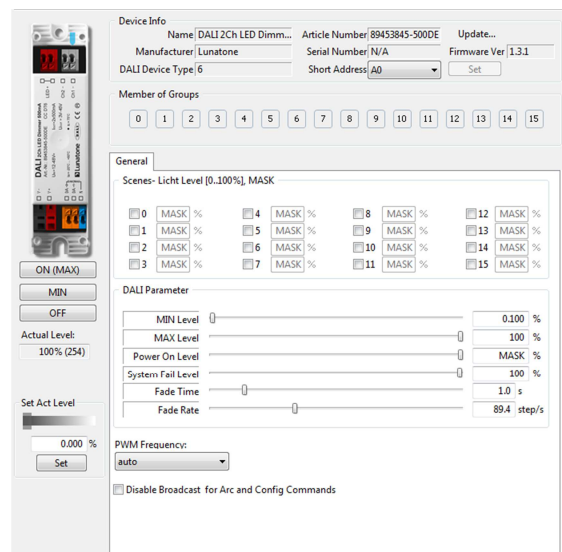 Device Info
Name DALI 2Ch LED Dimm... Article Number 89453845-500DE Update...
Manufacturer Lunatone Serial Number N/A Firmware Ver 1.3.1
DALI Device Type 6 Short Address A0 Set
Member of Groups
0 1 2 3 4 5 6 7 8 9 10 11 12 13 14 15
General
Scenes- Licht Level [0..100%], MASK
0 MASK % 4 MASK % 8 MASK % 12 MASK %
1 MASK % 5 MASK % 9 MASK % 13 MASK %
2 MASK % 6 MASK % 10 MASK % 14 MASK %
3 MASK % 7 MASK % 11 MASK % 15 MASK %
DALI Parameter
MIN Level 0.100 %
MAX Level 100 %
Power On Level MASK %
System Fail Level 100 %
Fade Time 1.0 s
Fade Rate 89.4 step/s
PWM Frequency:
auto
Disable Broadcast for Arc and Config Commands
LED+ Ch2- Ch1-
DALI 2Ch LED Dimmer 500mA
Lunatone
ON (MAX)
MIN
OFF
Actual Level:
100% (254)
Set Act Level
0.000 %
Set